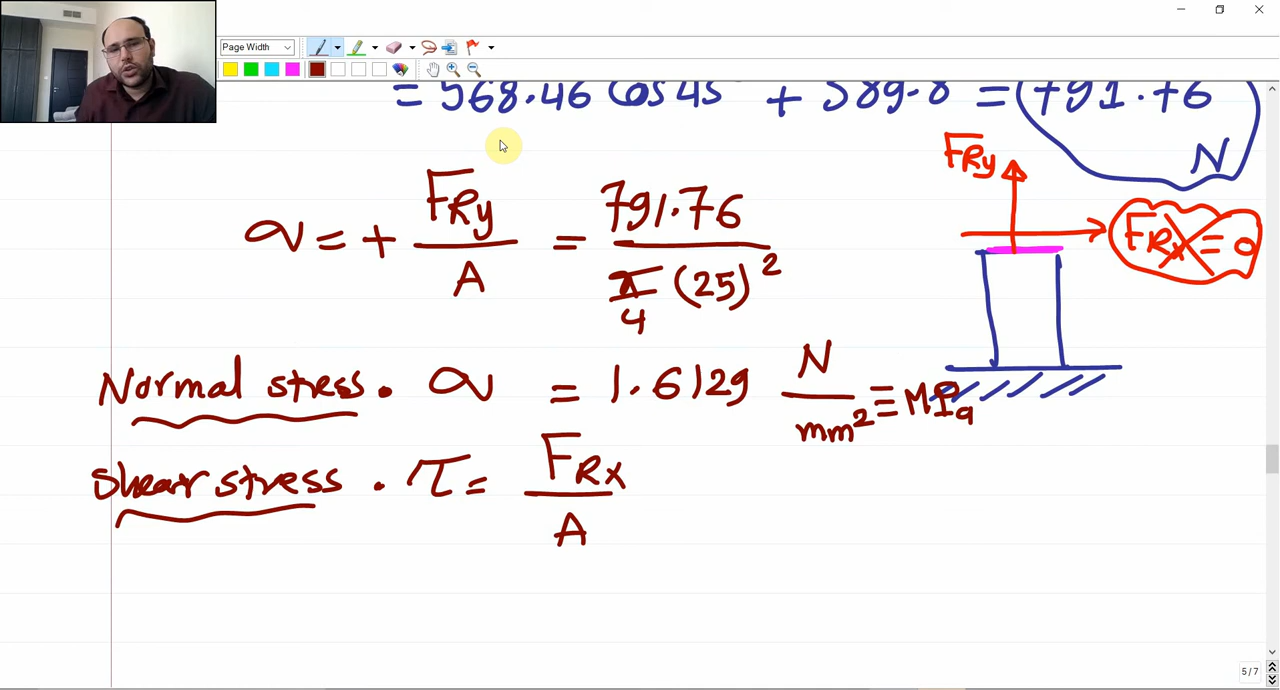 Page Width
= 568.46 Cos 45 + 389.8 = 791.76
N
FRy
σ = + FRy / A = 791.76 / π/4 (25)²
FRx = 0
Normal stress . σ = 1.6129 N / mm² ≡ MPa
Shear stress . τ = FRx / A
5/7